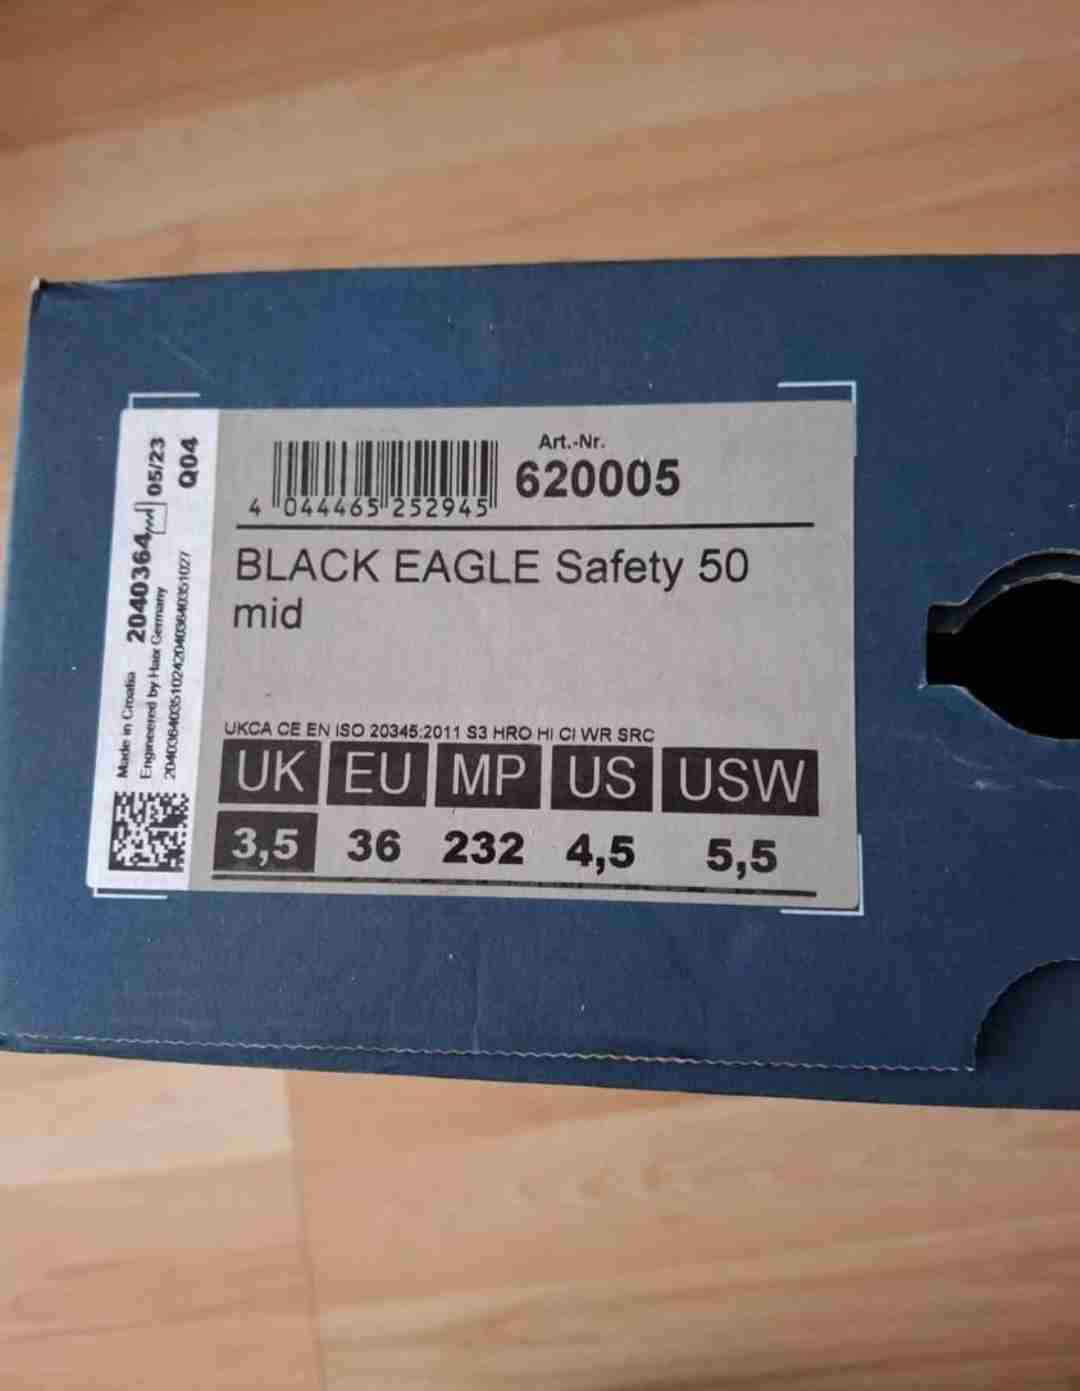 Made in Croatia 2040364 05/23
Engineered by Haix Germany Q04
Art.-Nr.
620005
4 044465 252945
BLACK EAGLE Safety 50
mid
UKCA CE EN ISO 20345:2011 S3 HRO HI CI WR SRC
UK EU MP US USW
3,5 36 232 4,5 5,5